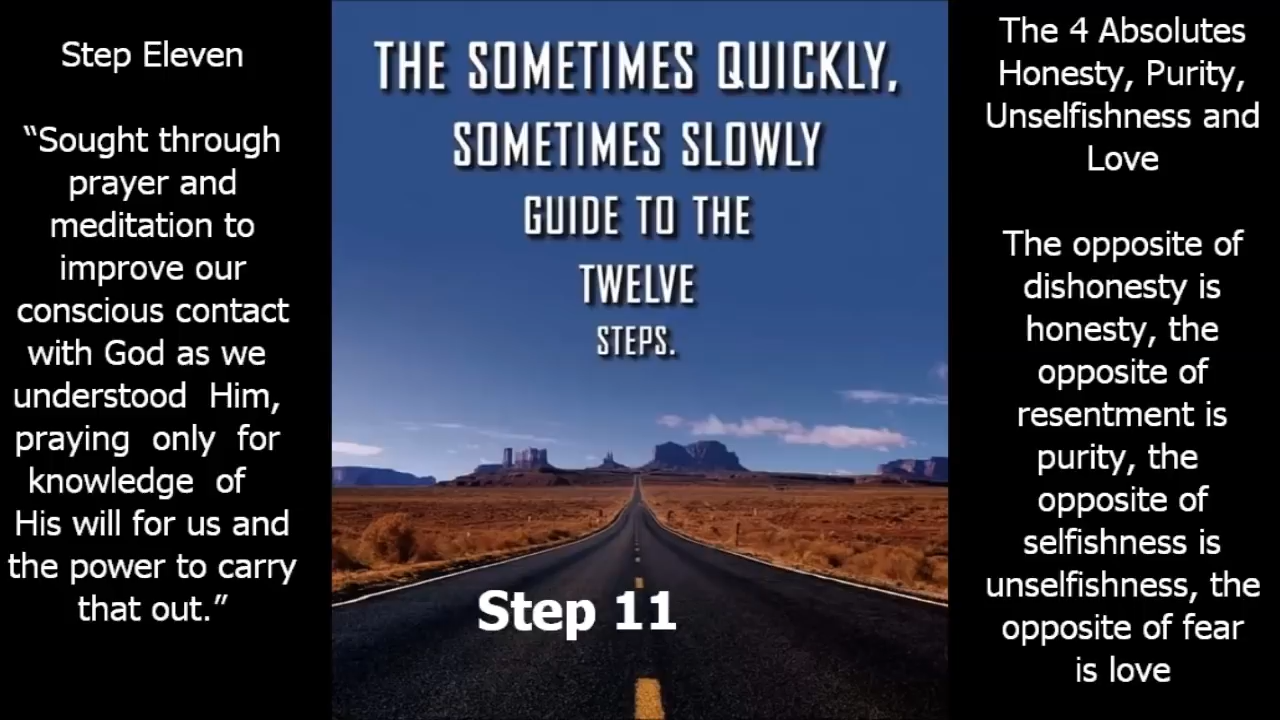 Step Eleven
“Sought through
prayer and
meditation to
improve our
conscious contact
with God as we
understood Him,
praying only for
knowledge of
His will for us and
the power to carry
that out.”
THE SOMETIMES QUICKLY,
SOMETIMES SLOWLY
GUIDE TO THE
TWELVE
STEPS.
Step 11
The 4 Absolutes
Honesty, Purity,
Unselfishness and
Love
The opposite of
dishonesty is
honesty, the
opposite of
resentment is
purity, the
opposite of
selfishness is
unselfishness, the
opposite of fear
is love